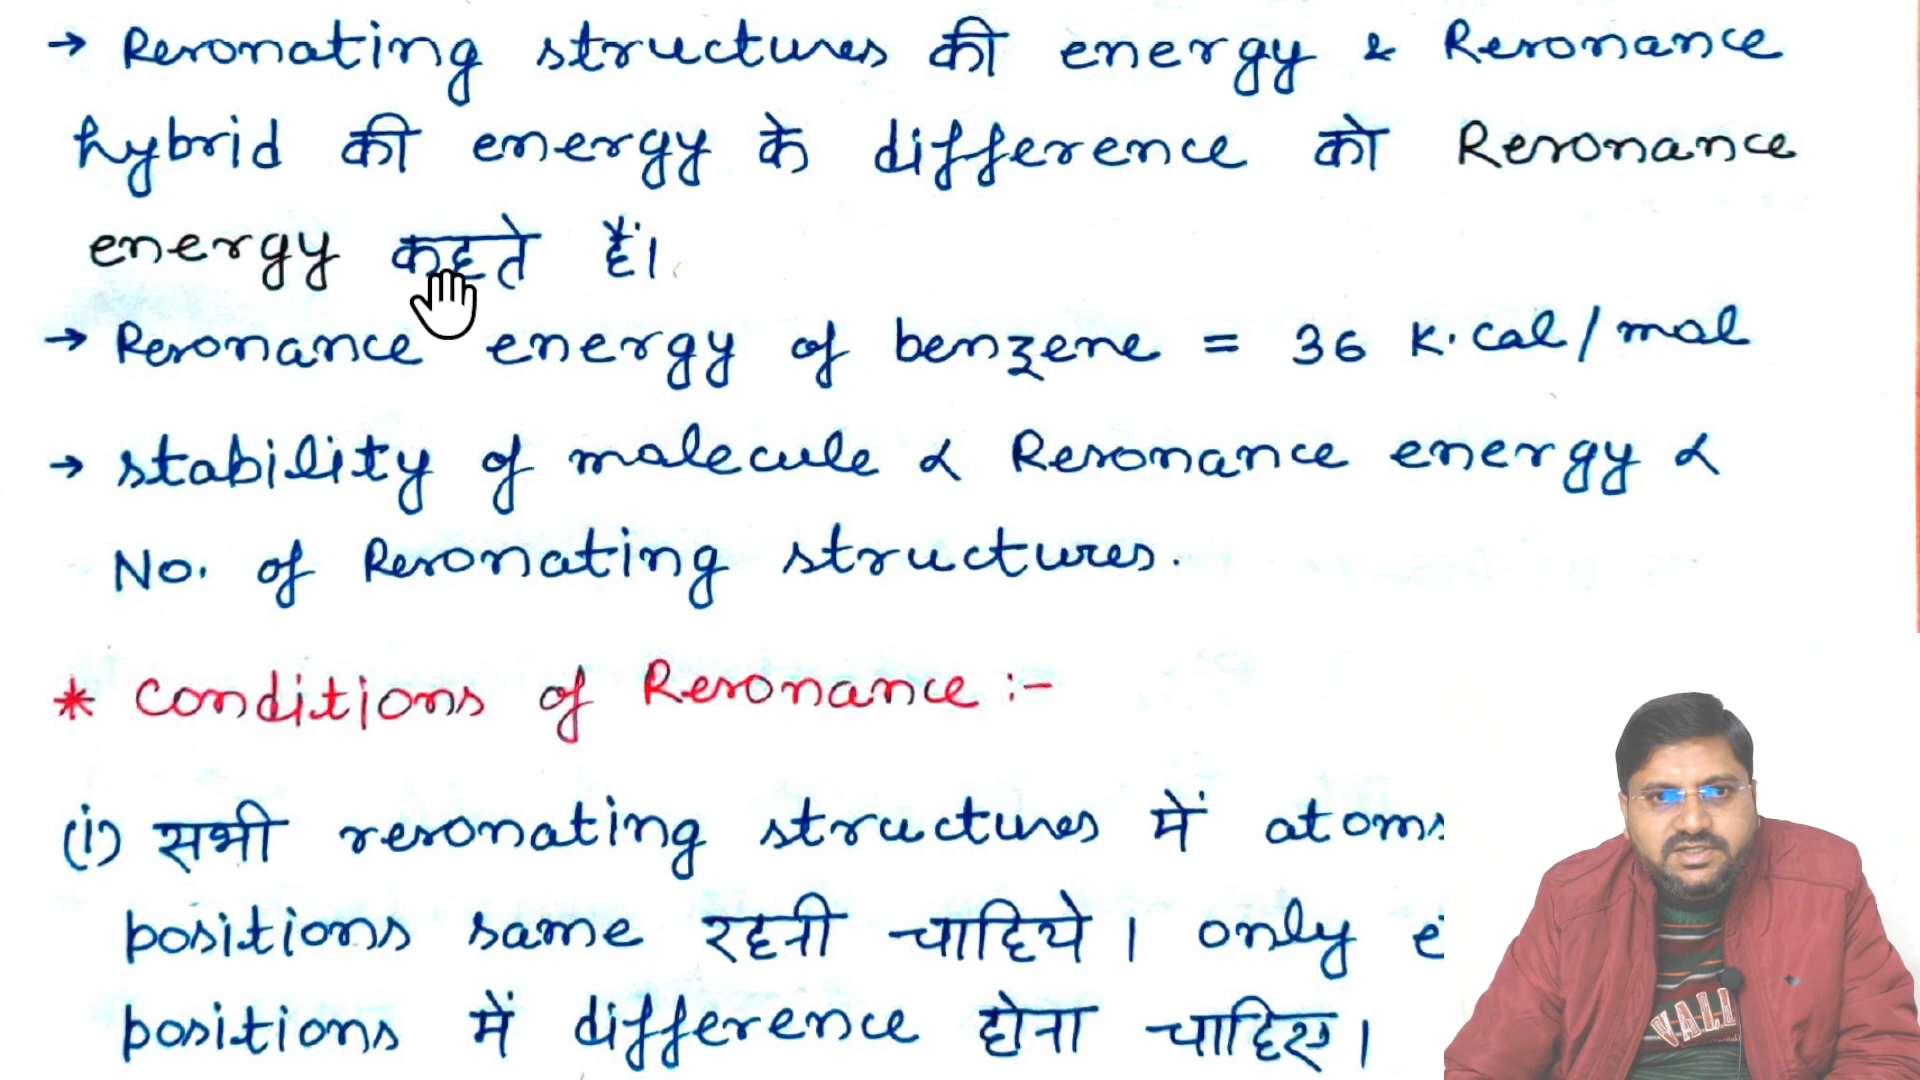 → Resonating structures की energy & Resonance
hybrid की energy के difference को Resonance
energy कहते हैं।
→ Resonance energy of benzene = 36 K.cal/mol
→ stability of molecule α Resonance energy α
No. of Resonating structures.
* Conditions of Resonance :-
(i) सभी resonating structures में atoms
positions same रहनी चाहिये। only
positions में difference होना चाहिए।
VALL